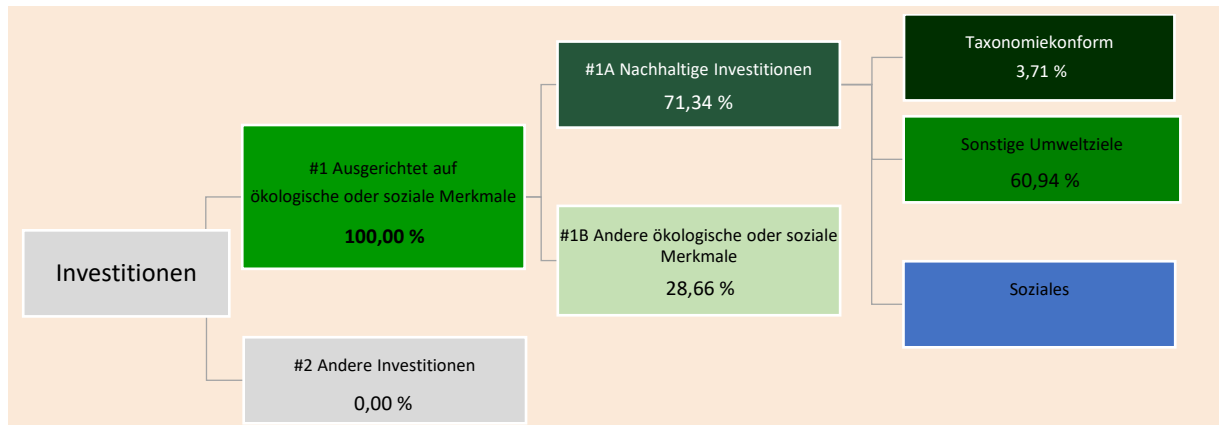 Investitionen
#1 Ausgerichtet auf
ökologische oder soziale Merkmale
100,00 %
#2 Andere Investitionen
0,00 %
#1A Nachhaltige Investitionen
71,34 %
#1B Andere ökologische oder soziale
Merkmale
28,66 %
Taxonomiekonform
3,71 %
Sonstige Umweltziele
60,94 %
Soziales